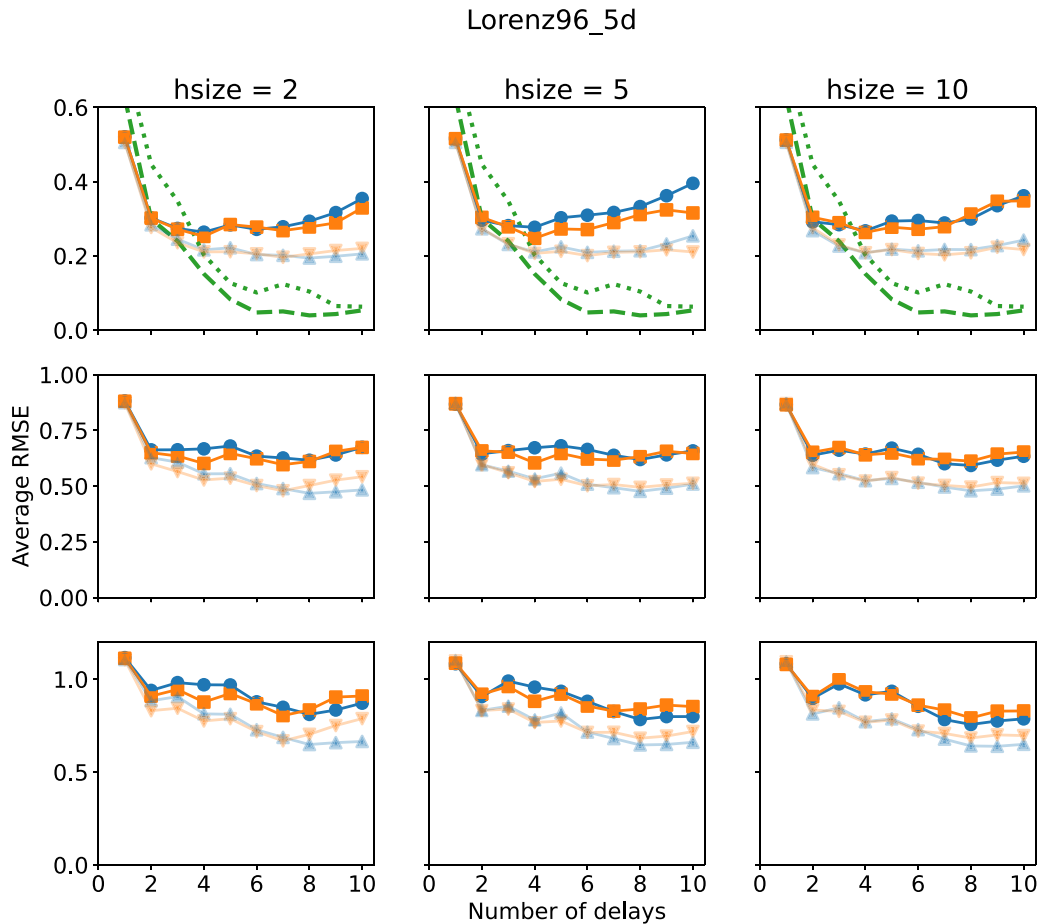 Lorenz96_5d
hsize = 2
hsize = 5
hsize = 10
0.6
0.4
0.2
0.0
1.00
0.75
0.50
0.25
0.00
Average RMSE
1.0
0.5
0.0
0 2 4 6 8 10
0 2 4 6 8 10
0 2 4 6 8 10
Number of delays